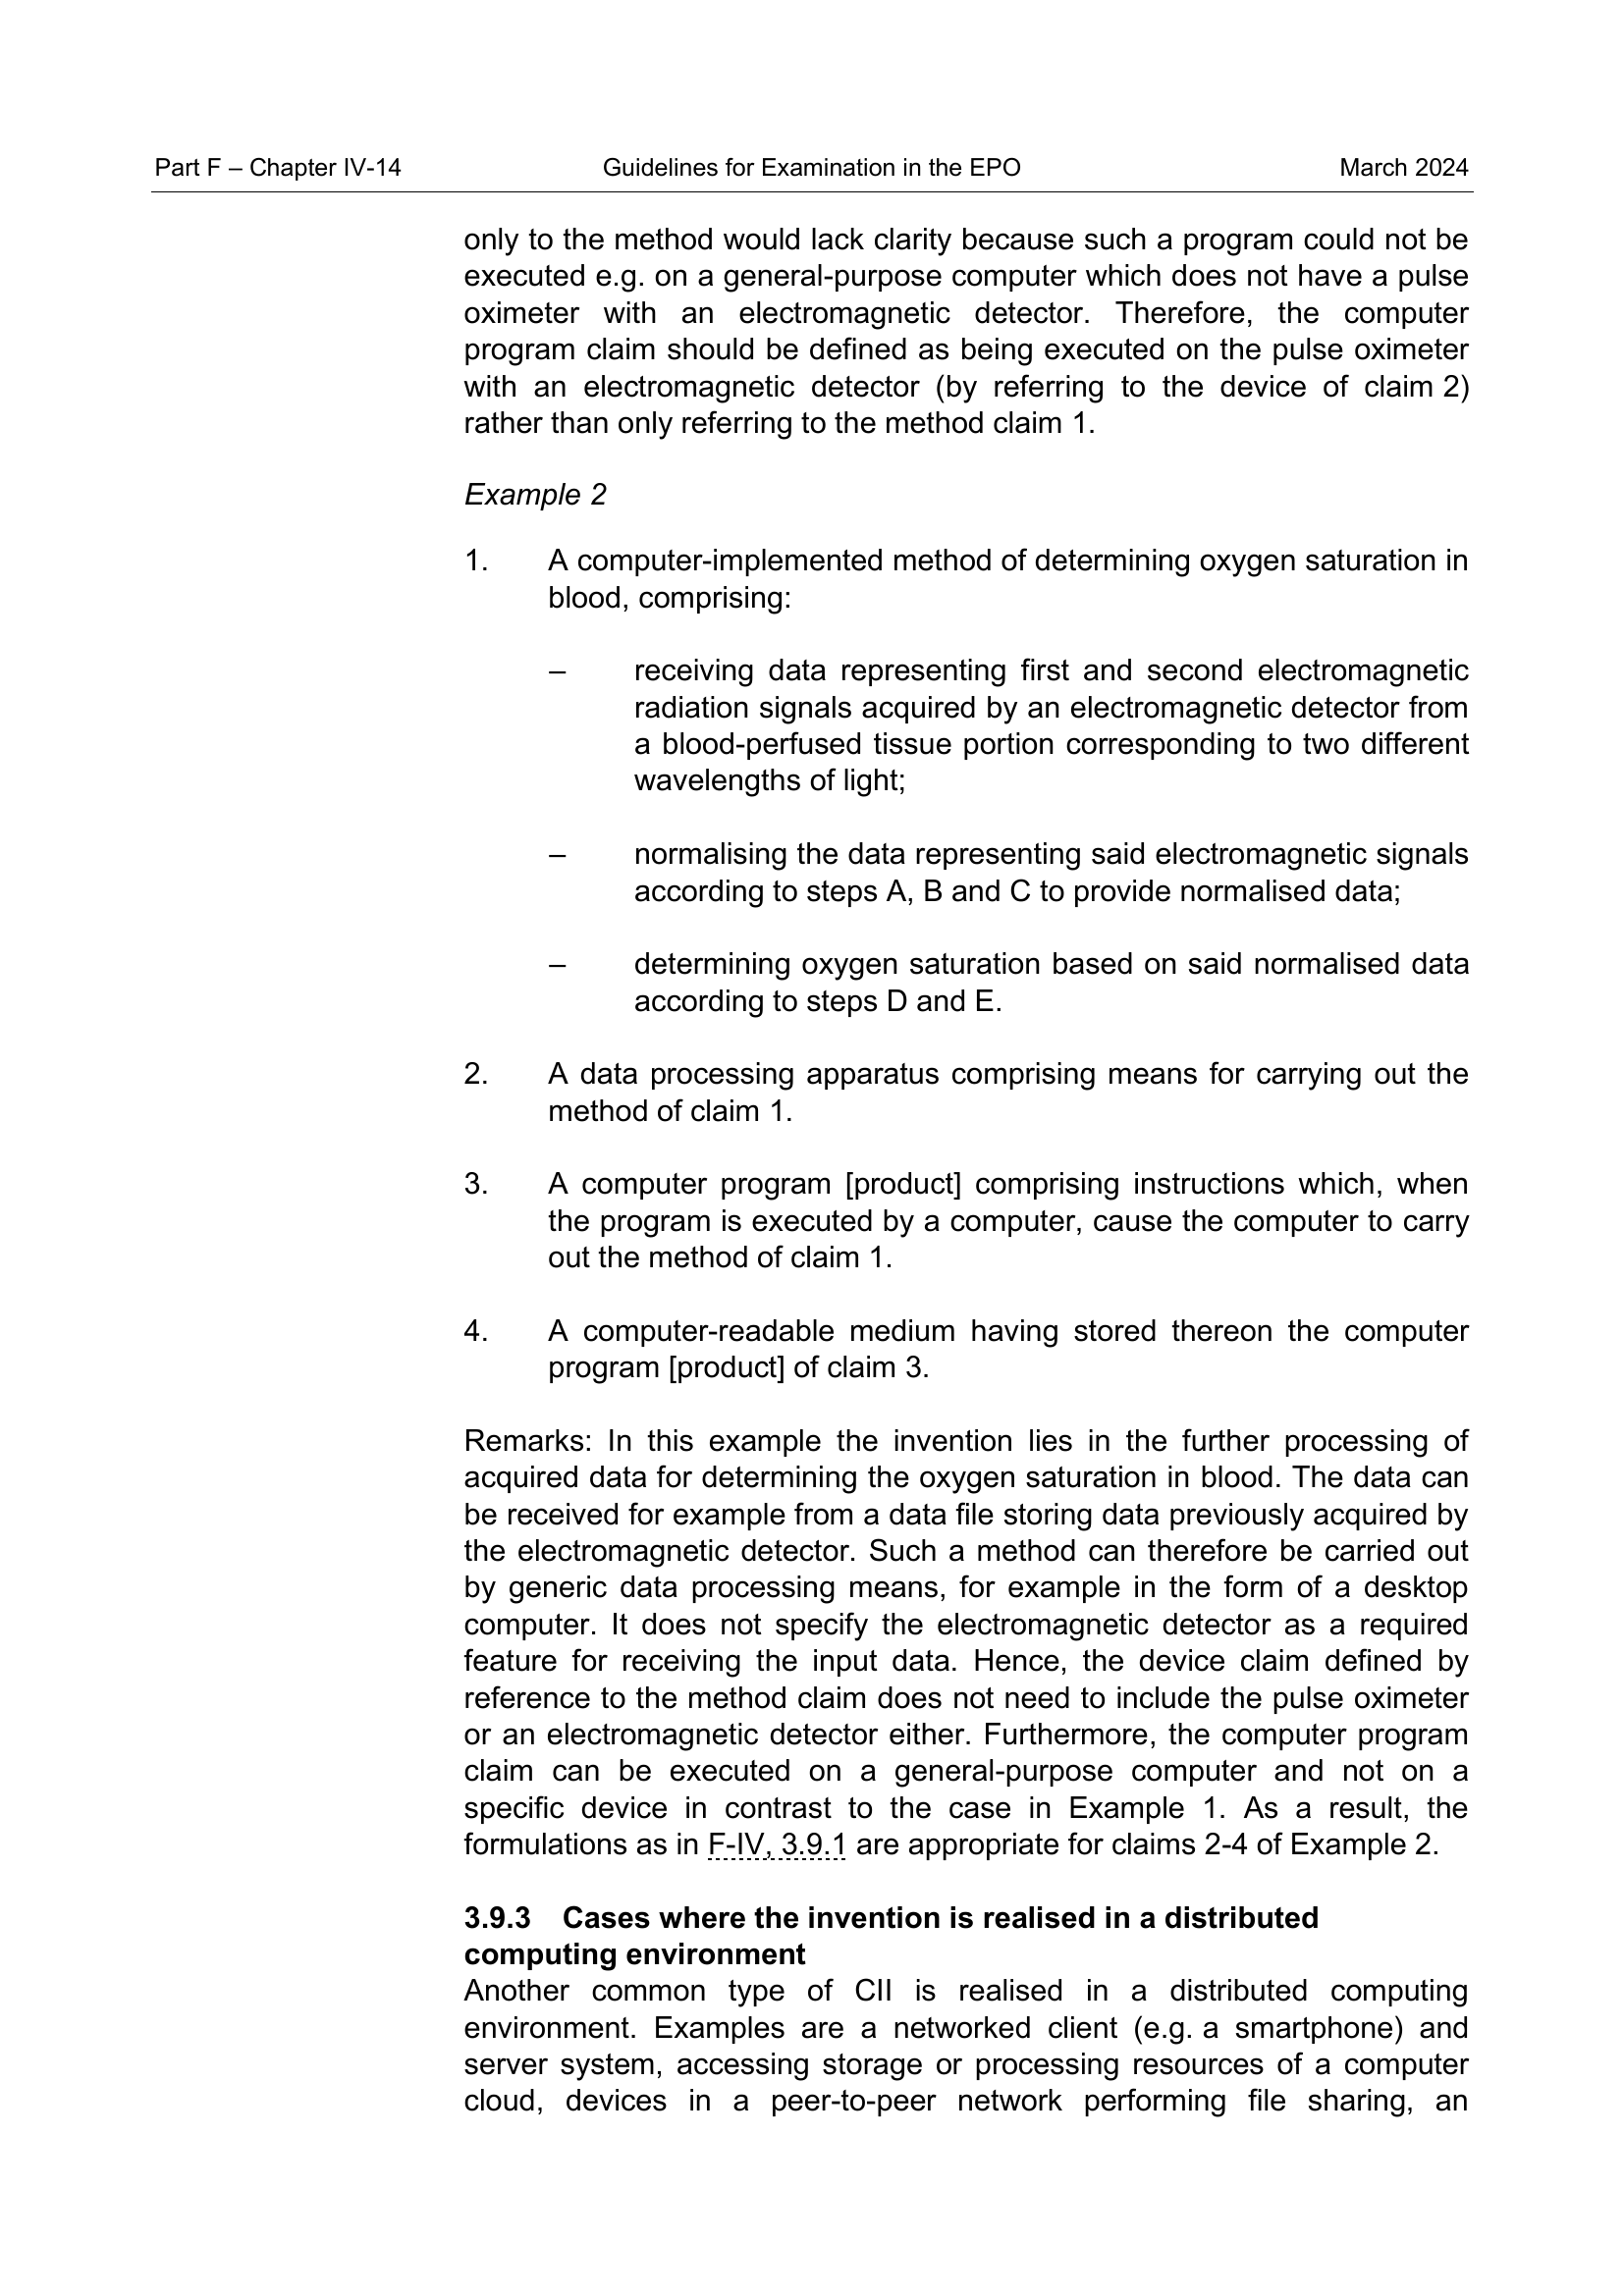 Part F – Chapter IV-14 Guidelines for Examination in the EPO March 2024
only to the method would lack clarity because such a program could not be
executed e.g. on a general-purpose computer which does not have a pulse
oximeter with an electromagnetic detector. Therefore, the computer
program claim should be defined as being executed on the pulse oximeter
with an electromagnetic detector (by referring to the device of claim 2)
rather than only referring to the method claim 1.
Example 2
1. A computer-implemented method of determining oxygen saturation in
blood, comprising:
– receiving data representing first and second electromagnetic
radiation signals acquired by an electromagnetic detector from
a blood-perfused tissue portion corresponding to two different
wavelengths of light;
– normalising the data representing said electromagnetic signals
according to steps A, B and C to provide normalised data;
– determining oxygen saturation based on said normalised data
according to steps D and E.
2. A data processing apparatus comprising means for carrying out the
method of claim 1.
3. A computer program [product] comprising instructions which, when
the program is executed by a computer, cause the computer to carry
out the method of claim 1.
4. A computer-readable medium having stored thereon the computer
program [product] of claim 3.
Remarks: In this example the invention lies in the further processing of
acquired data for determining the oxygen saturation in blood. The data can
be received for example from a data file storing data previously acquired by
the electromagnetic detector. Such a method can therefore be carried out
by generic data processing means, for example in the form of a desktop
computer. It does not specify the electromagnetic detector as a required
feature for receiving the input data. Hence, the device claim defined by
reference to the method claim does not need to include the pulse oximeter
or an electromagnetic detector either. Furthermore, the computer program
claim can be executed on a general-purpose computer and not on a
specific device in contrast to the case in Example 1. As a result, the
formulations as in F-IV, 3.9.1 are appropriate for claims 2-4 of Example 2.
3.9.3 Cases where the invention is realised in a distributed
computing environment
Another common type of CII is realised in a distributed computing
environment. Examples are a networked client (e.g. a smartphone) and
server system, accessing storage or processing resources of a computer
cloud, devices in a peer-to-peer network performing file sharing, an